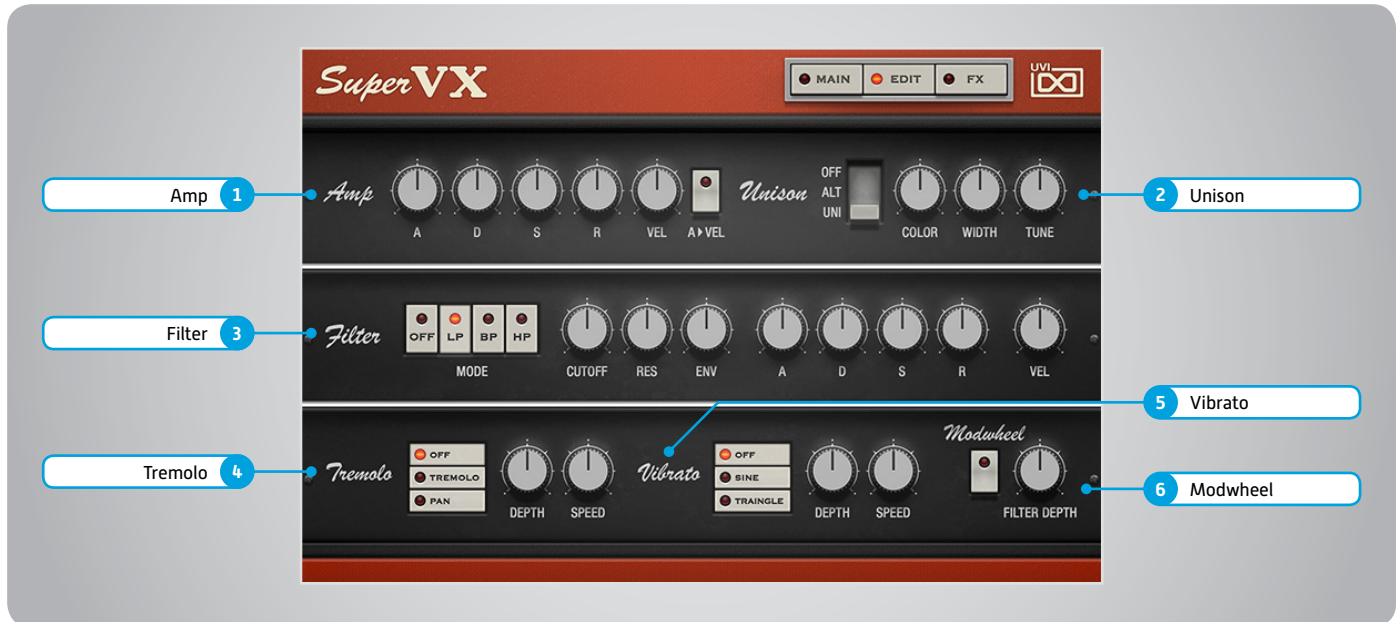 Super VX
MAIN EDIT FX
UVI
Amp 1
Amp
A D S R VEL A▶VEL
Unison
OFF
ALT
UNI
COLOR WIDTH TUNE
2 Unison
Filter 3
Filter
OFF LP BP HP
MODE
CUTOFF RES ENV A D S R VEL
5 Vibrato
Tremolo 4
Tremolo
OFF
TREMOLO
PAN
DEPTH SPEED
Vibrato
OFF
SINE
TRAINGLE
DEPTH SPEED
Modwheel
FILTER DEPTH
6 Modwheel